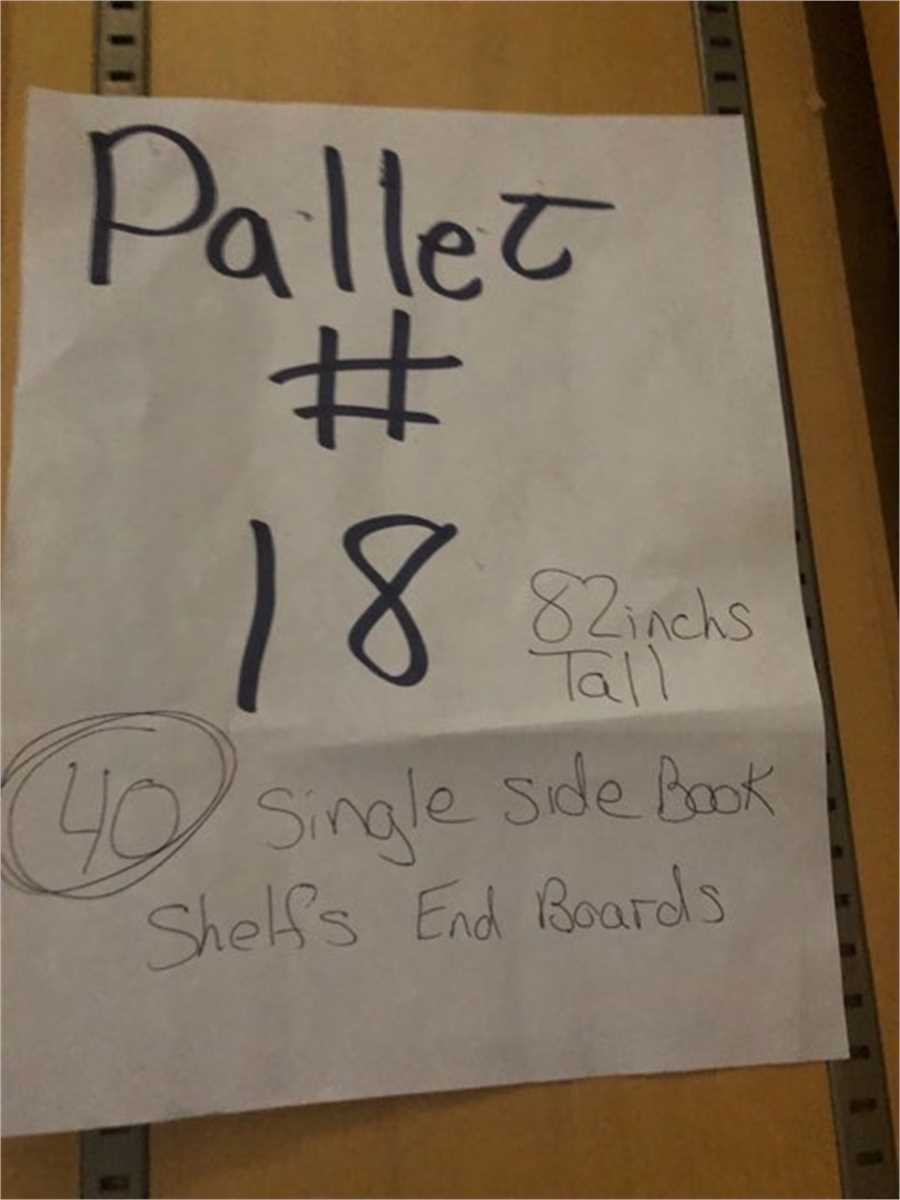 Pallet
#
18
82inchs
Tall
40 Single Side Book
Shelf's End Boards